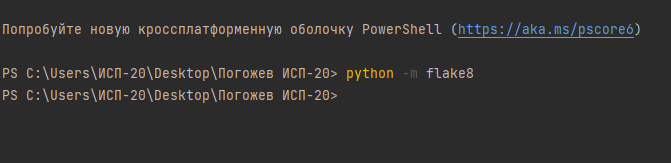 Попробуйте новую кроссплатформенную оболочку PowerShell (https://aka.ms/pscore6)
PS C:\Users\ИСП-20\Desktop\Погожев ИСП-20> python -m flake8
PS C:\Users\ИСП-20\Desktop\Погожев ИСП-20>